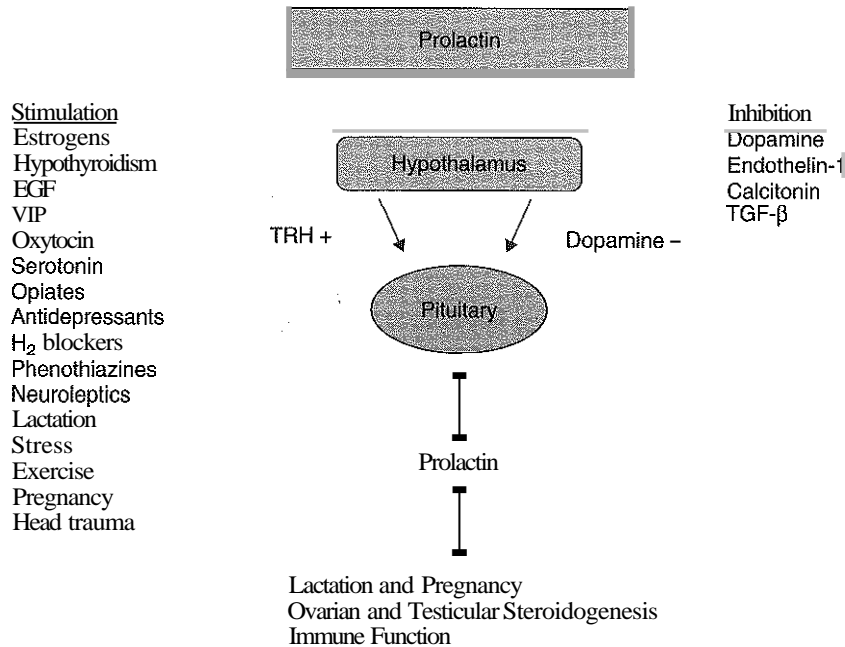 Prolactin
Stimulation
Estrogens
Hypothyroidism
EGF
VIP
Oxytocin
Serotonin
Opiates
Antidepressants
H₂ blockers
Phenothiazines
Neuroleptics
Lactation
Stress
Exercise
Pregnancy
Head trauma
Hypothalamus
TRH +
Dopamine –
Pituitary
Prolactin
Lactation and Pregnancy
Ovarian and Testicular Steroidogenesis
Immune Function
Inhibition
Dopamine
Endothelin-1
Calcitonin
TGF-β